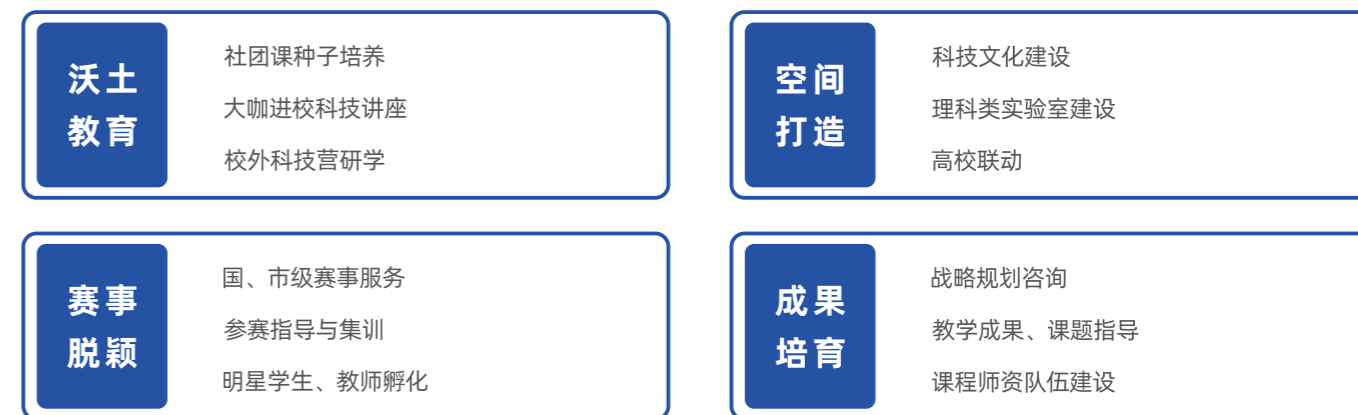 沃土
教育
社团课种子培养
大咖进校科技讲座
校外科技营研学
空间
打造
科技文化建设
理科类实验室建设
高校联动
赛事
脱颖
国、市级赛事服务
参赛指导与集训
明星学生、教师孵化
成果
培育
战略规划咨询
教学成果、课题指导
课程师资队伍建设